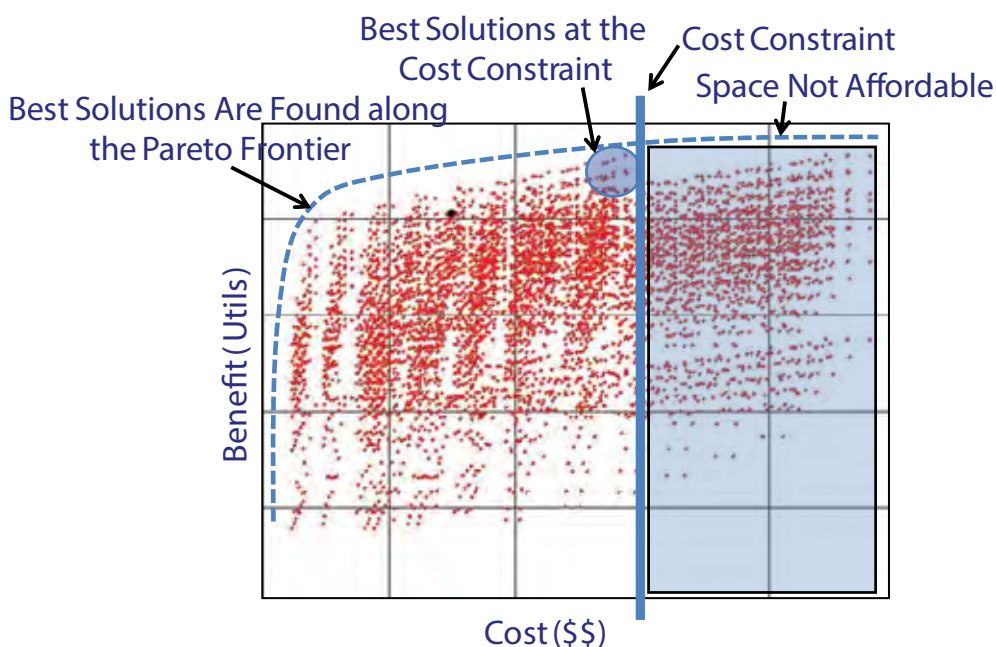 Best Solutions at the
Cost Constraint
Cost Constraint
Space Not Affordable
Best Solutions Are Found along
the Pareto Frontier
Benefit (Utils)
Cost ($$)